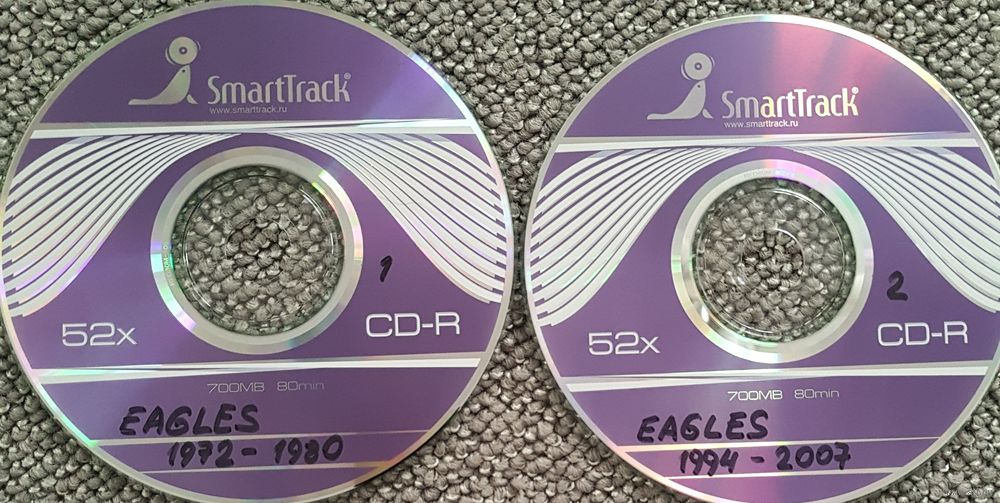 SmartTrack®
www.smarttrack.ru
1
52x
CD-R
700MB 80min
EAGLES
1972-1980
SmartTrack®
www.smarttrack.ru
2
52x
CD-R
700MB 80min
EAGLES
1994-2007